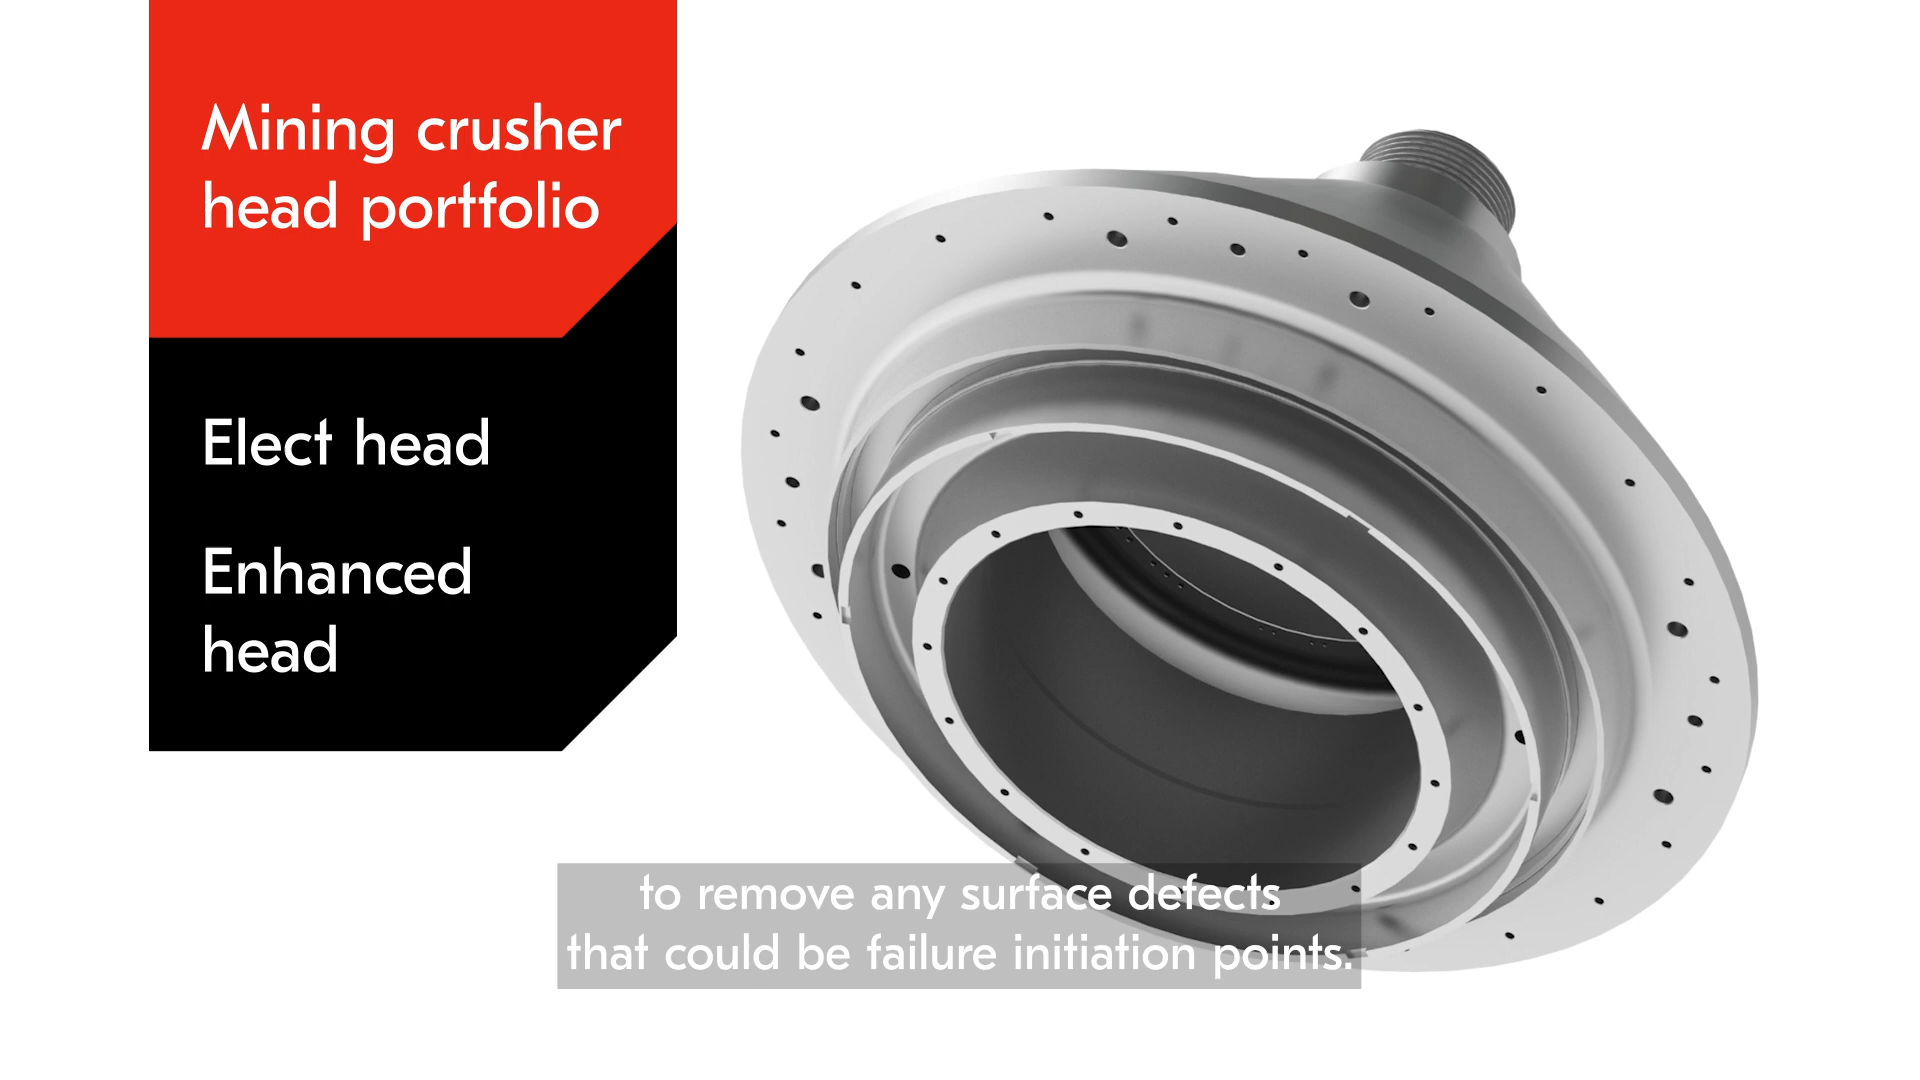 Mining crusher
head portfolio
Elect head
Enhanced
head
to remove any surface defects
that could be failure initiation points.